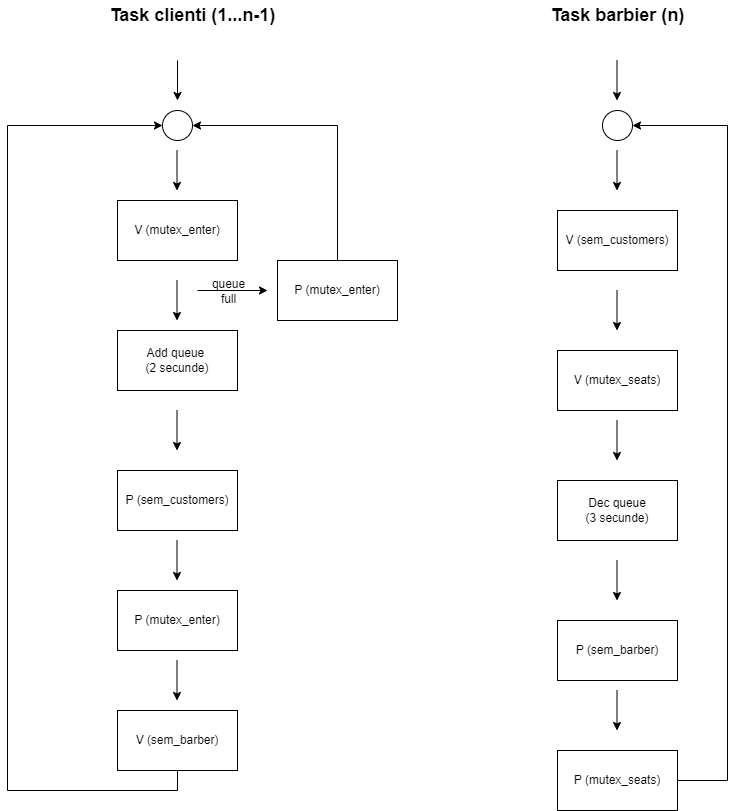 Task clienti (1...n-1)
V (mutex_enter)
queue
full
P (mutex_enter)
Add queue
(2 secunde)
P (sem_customers)
P (mutex_enter)
V (sem_barber)
Task barbier (n)
V (sem_customers)
V (mutex_seats)
Dec queue
(3 secunde)
P (sem_barber)
P (mutex_seats)